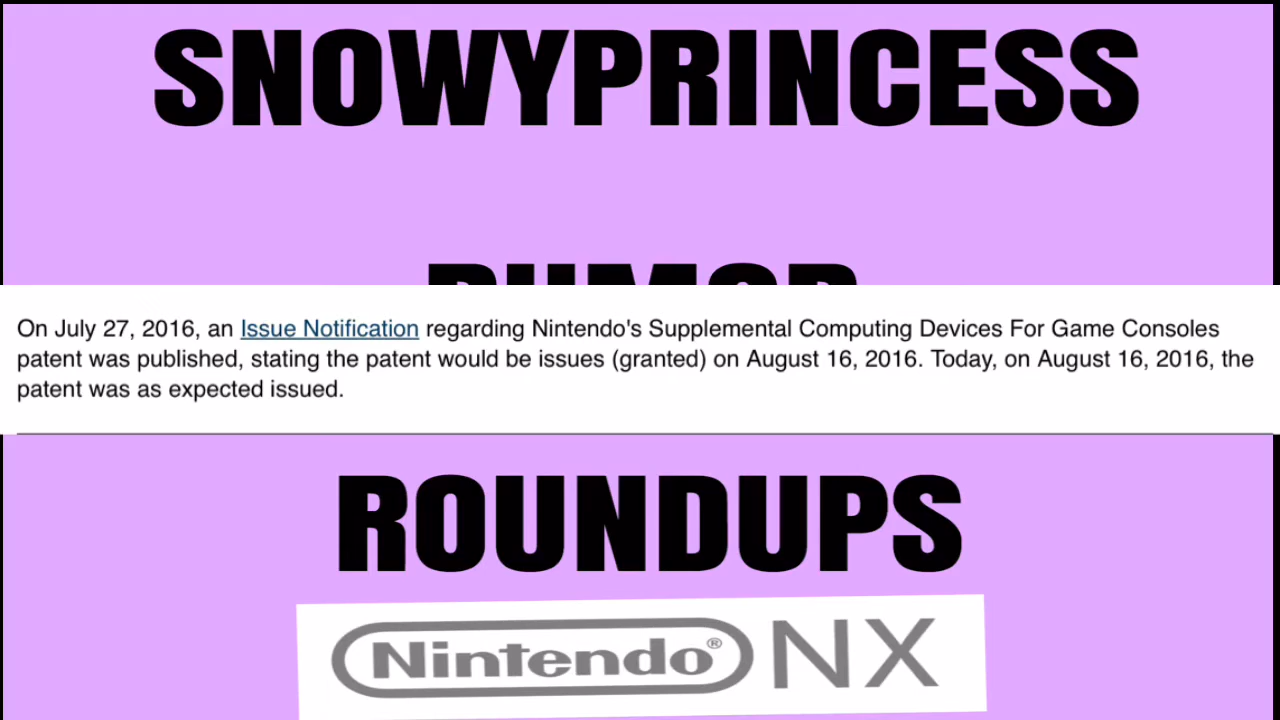 SNOWYPRINCESS
RUMOR
On July 27, 2016, an Issue Notification regarding Nintendo's Supplemental Computing Devices For Game Consoles
patent was published, stating the patent would be issues (granted) on August 16, 2016. Today, on August 16, 2016, the
patent was as expected issued.
ROUNDUPS
Nintendo® NX